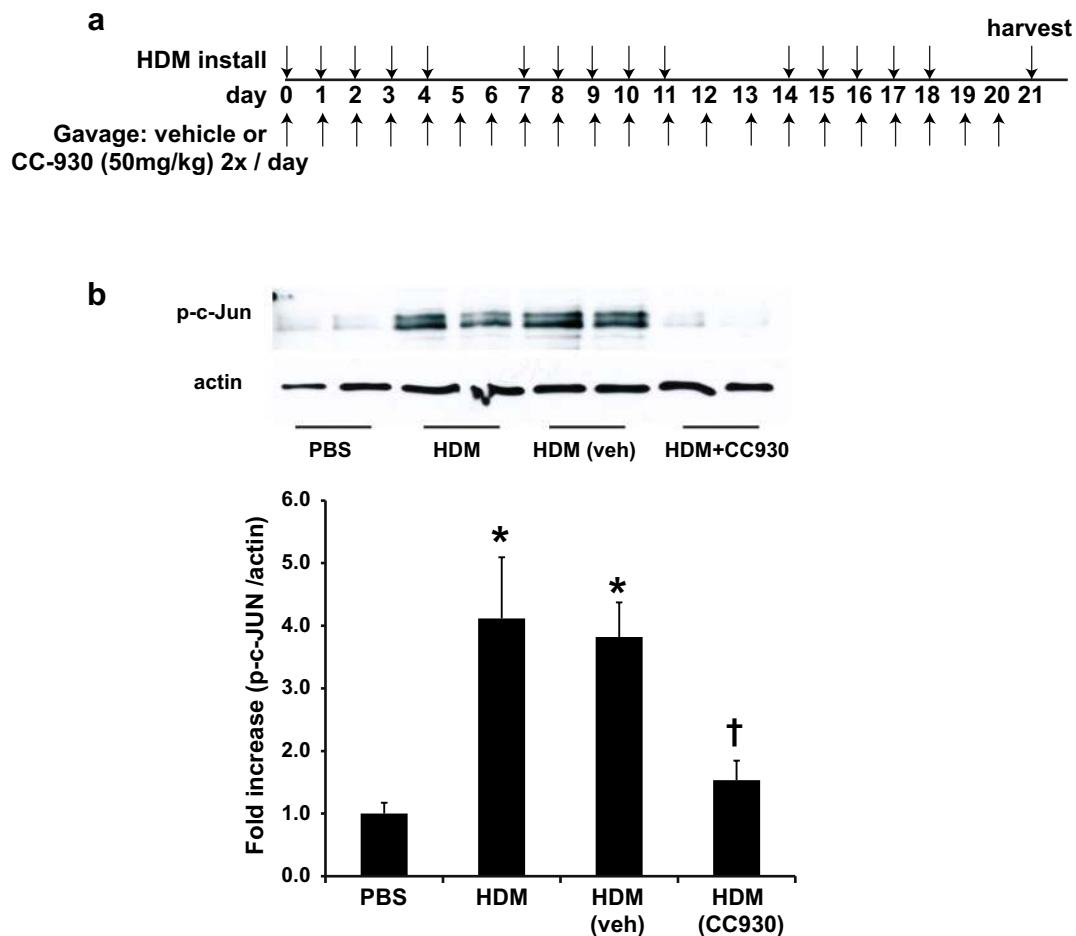 a
harvest
HDM install
day 0 1 2 3 4 5 6 7 8 9 10 11 12 13 14 15 16 17 18 19 20 21
Gavage: vehicle or
CC-930 (50mg/kg) 2x / day
b
p-c-Jun
actin
PBS HDM HDM (veh) HDM+CC930
Fold increase (p-c-JUN /actin)
6.0
5.0
4.0
3.0
2.0
1.0
0.0
*
*
†
PBS HDM HDM HDM
(veh) (CC930)